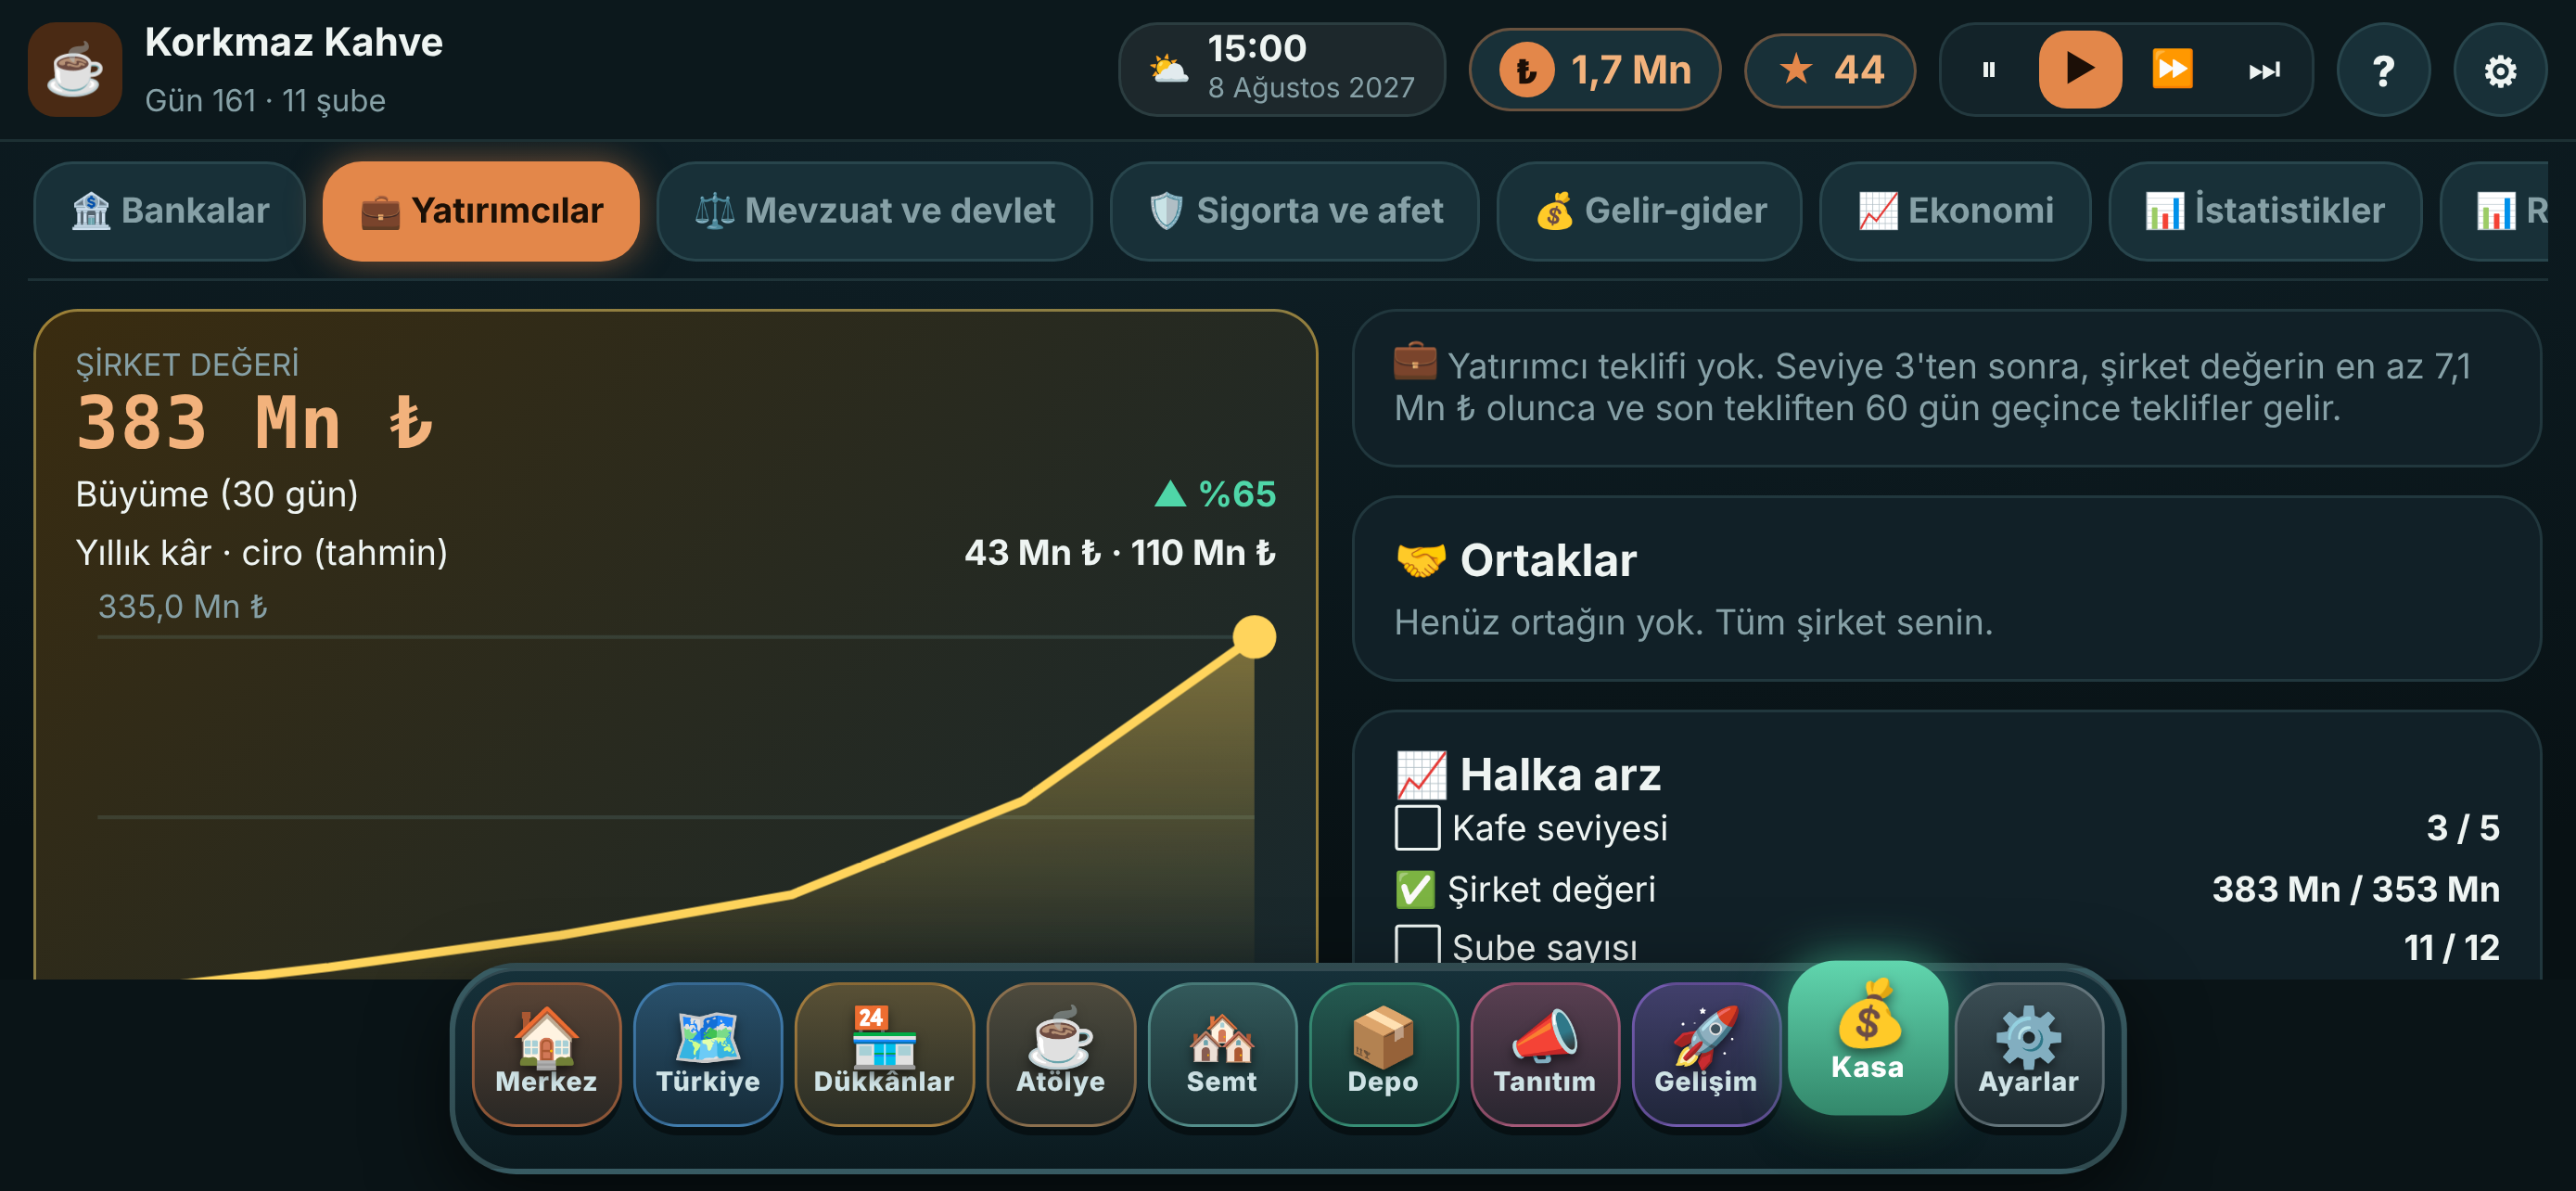 Korkmaz Kahve
Gün 161 · 11 şube
15:00
8 Ağustos 2027
₺ 1,7 Mn
★ 44
?
Bankalar
Yatırımcılar
Mevzuat ve devlet
Sigorta ve afet
Gelir-gider
Ekonomi
İstatistikler
R
ŞİRKET DEĞERİ
383 Mn ₺
Büyüme (30 gün) ▲ %65
Yıllık kâr · ciro (tahmin) 43 Mn ₺ · 110 Mn ₺
335,0 Mn ₺
Yatırımcı teklifi yok. Seviye 3'ten sonra, şirket değerin en az 7,1
Mn ₺ olunca ve son tekliften 60 gün geçince teklifler gelir.
Ortaklar
Henüz ortağın yok. Tüm şirket senin.
Halka arz
Kafe seviyesi 3 / 5
Şirket değeri 383 Mn / 353 Mn
Şube sayısı 11 / 12
Merkez
Türkiye
24
Dükkânlar
Atölye
Semt
Depo
Tanıtım
Gelişim
Kasa
Ayarlar